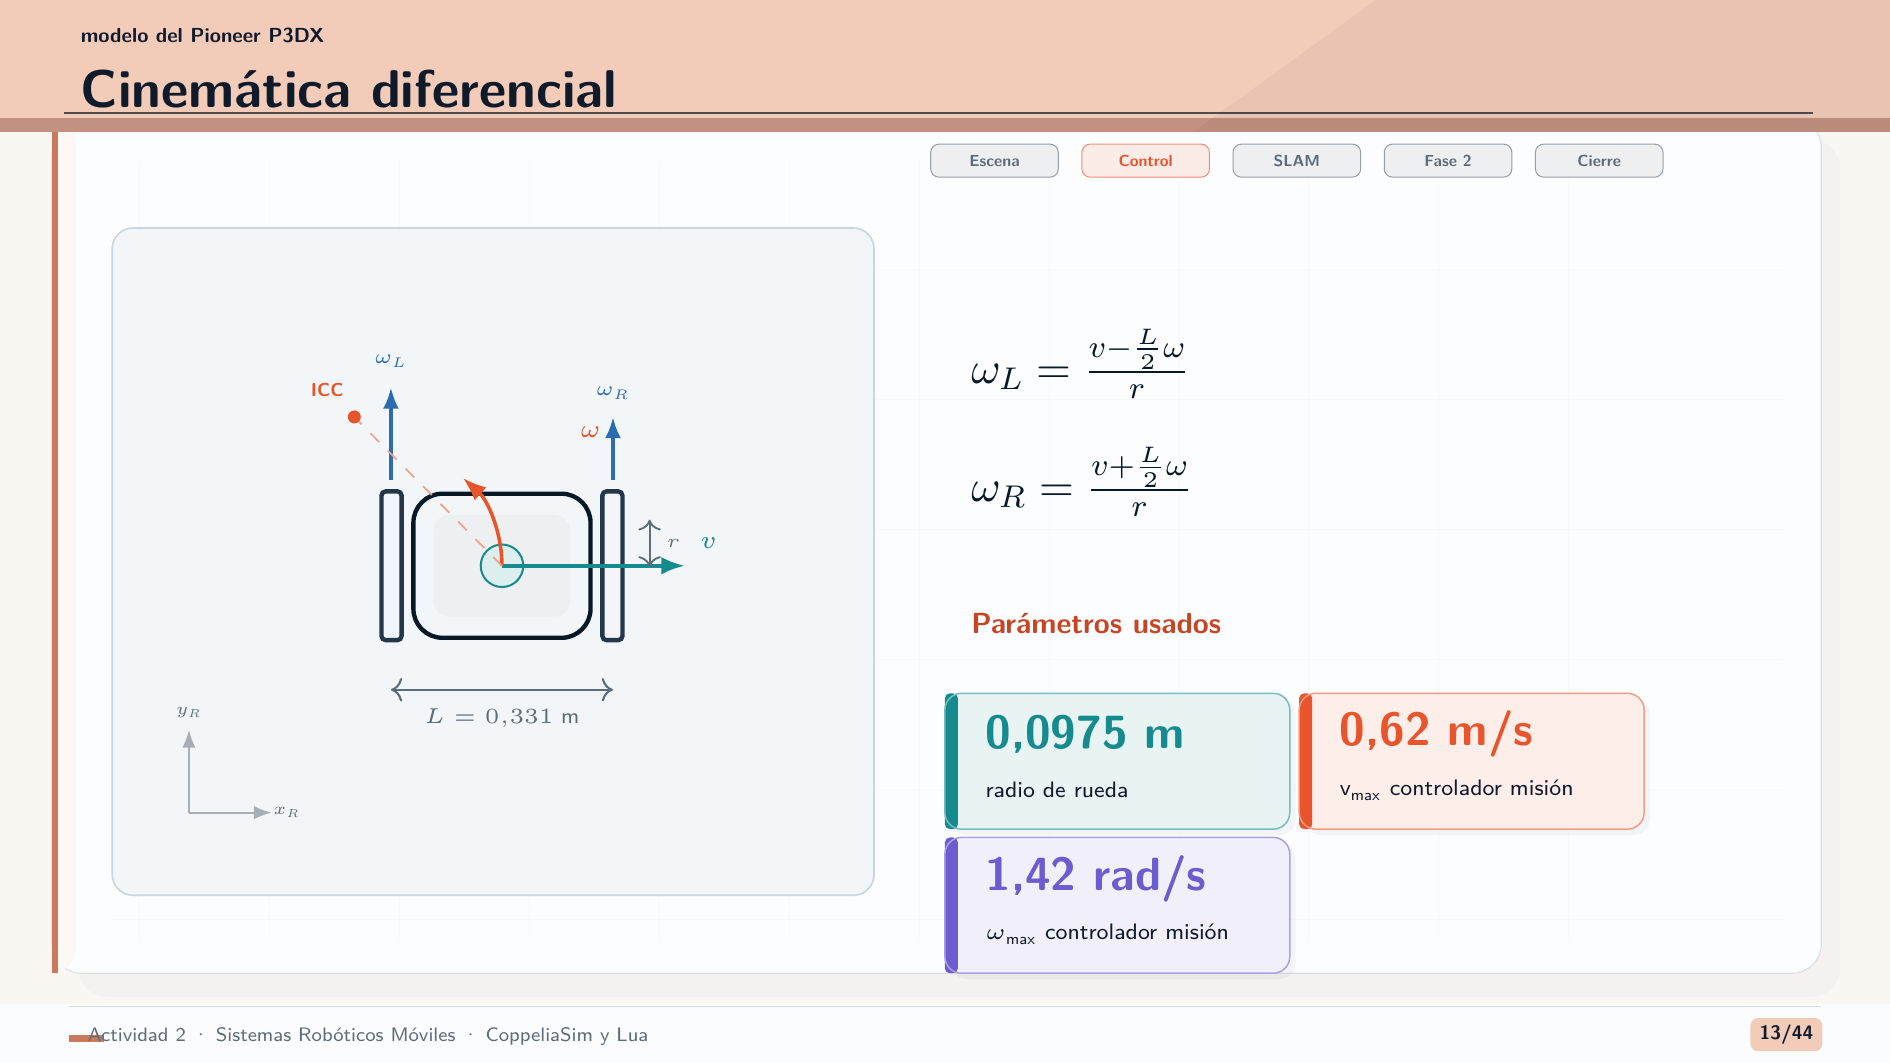 modelo del Pioneer P3DX
Cinemática diferencial
Escena
Control
SLAM
Fase 2
Cierre
ω_L
ICC
ω_R
ω
r
v
L = 0,331 m
y_R
x_R
ω_L = (v − L/2 ω) / r
ω_R = (v + L/2 ω) / r
Parámetros usados
0,0975 m
radio de rueda
0,62 m/s
v_max controlador misión
1,42 rad/s
ω_max controlador misión
Actividad 2 · Sistemas Robóticos Móviles · CoppeliaSim y Lua
13/44